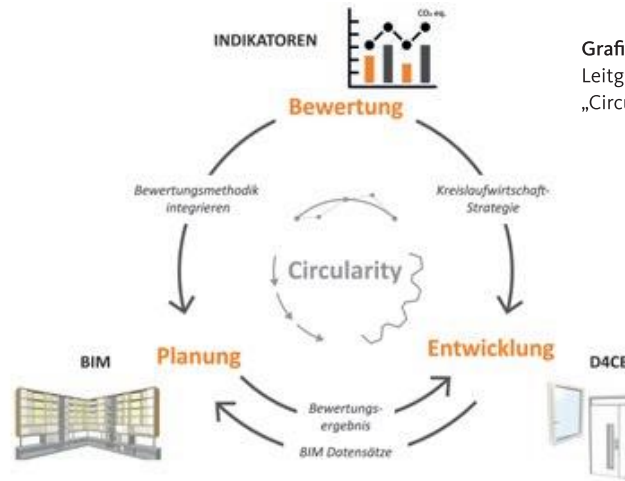 INDIKATOREN
CO₂ eq.
Bewertung
Bewertungsmethodik
integrieren
Kreislaufwirtschaft-
Strategie
Circularity
BIM
Planung
Entwicklung
Bewertungs-
ergebnis
BIM Datensätze